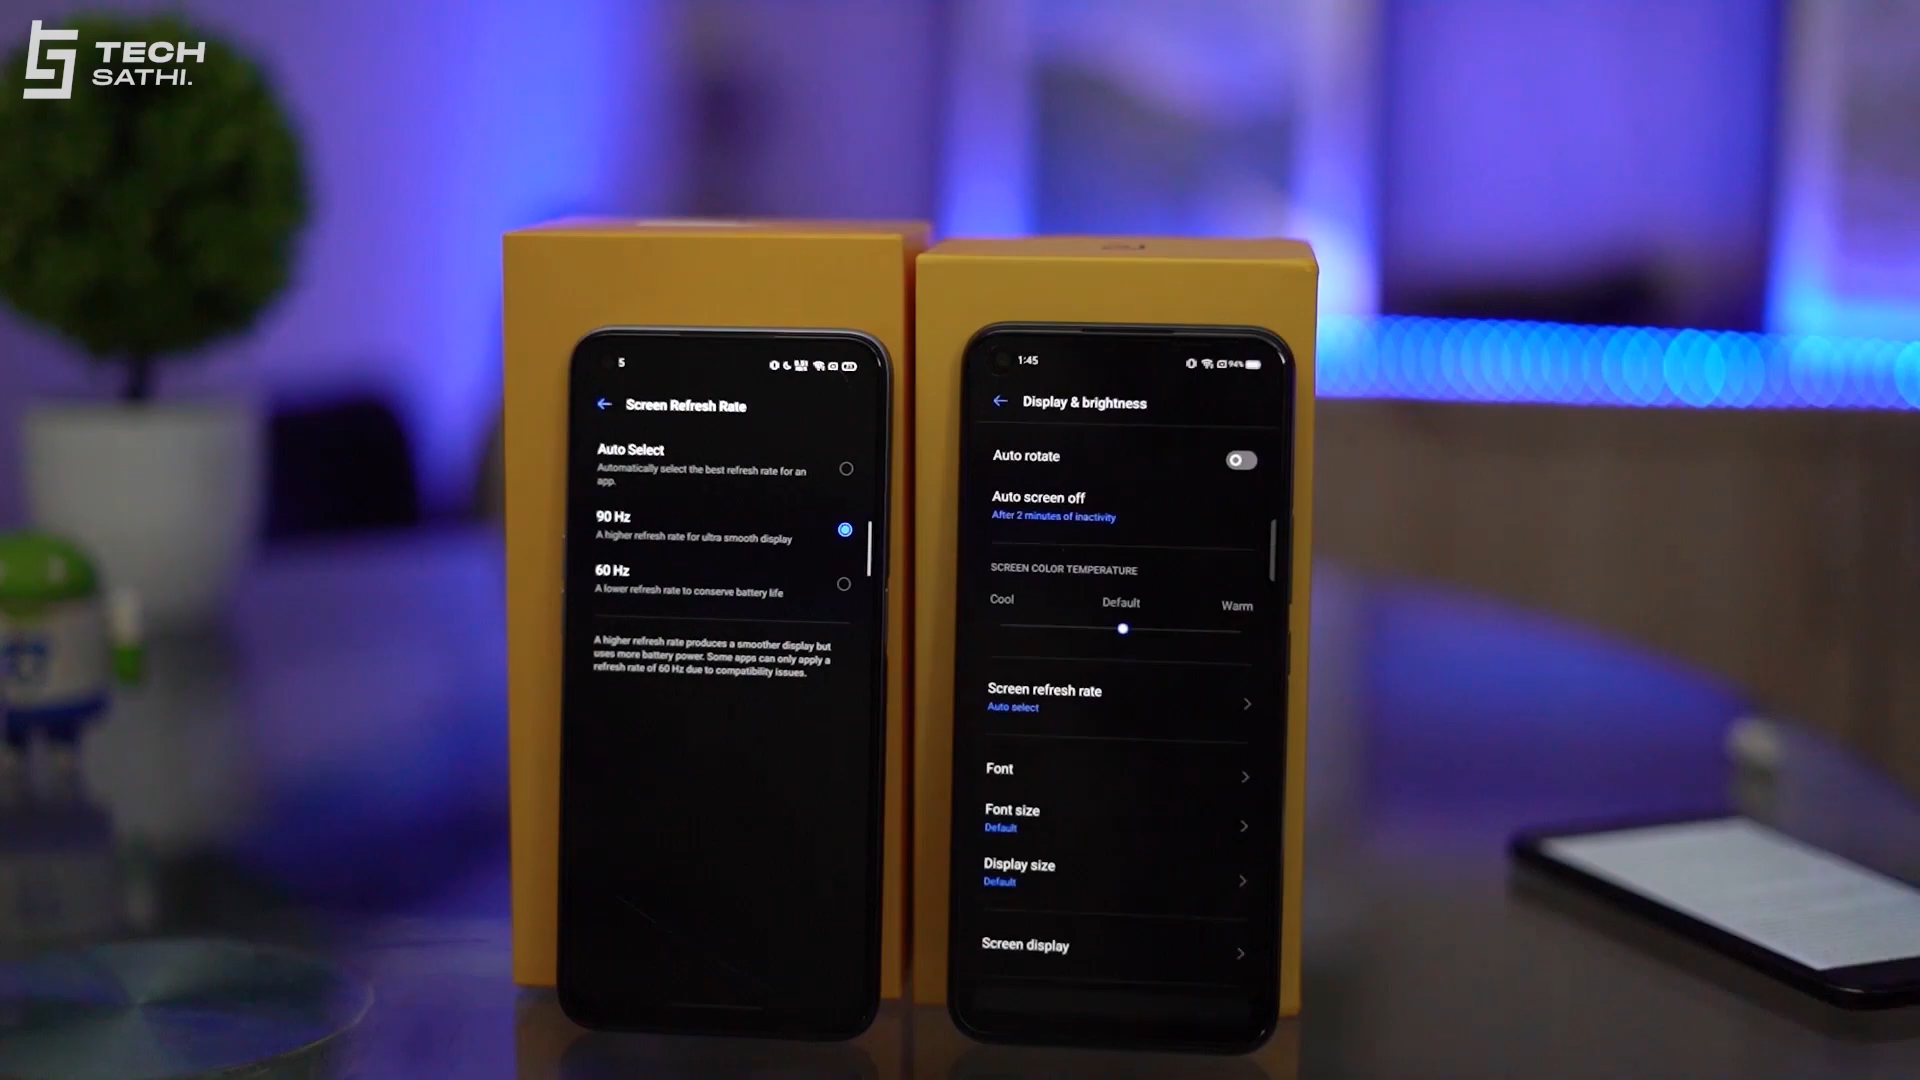 TECH
SATHI.
5
Screen Refresh Rate
Auto Select
Automatically select the best refresh rate for an
app.
90 Hz
A higher refresh rate for ultra smooth display
60 Hz
A lower refresh rate to conserve battery life
A higher refresh rate produces a smoother display but
uses more battery power. Some apps can only apply a
refresh rate of 60 Hz due to compatibility issues.
1:45
94%
Display & brightness
Auto rotate
Auto screen off
After 2 minutes of inactivity
SCREEN COLOR TEMPERATURE
Cool
Default
Warm
Screen refresh rate
Auto select
Font
Font size
Default
Display size
Default
Screen display